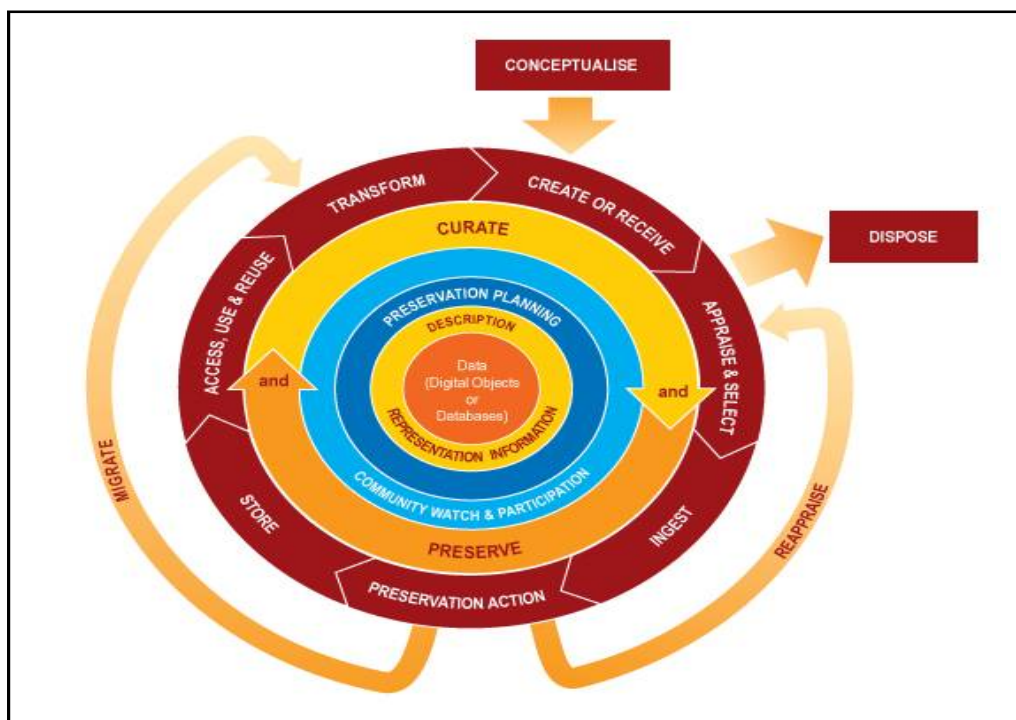 CONCEPTUALISE
TRANSFORM
CREATE OR RECEIVE
DISPOSE
CURATE
ACCESS, USE & REUSE
APPRAISE & SELECT
PRESERVATION PLANNING
DESCRIPTION
Data
(Digital Objects
or
Databases)
and
and
REPRESENTATION INFORMATION
COMMUNITY WATCH & PARTICIPATION
MIGRATE
STORE
INGEST
REAPPRAISE
PRESERVE
PRESERVATION ACTION